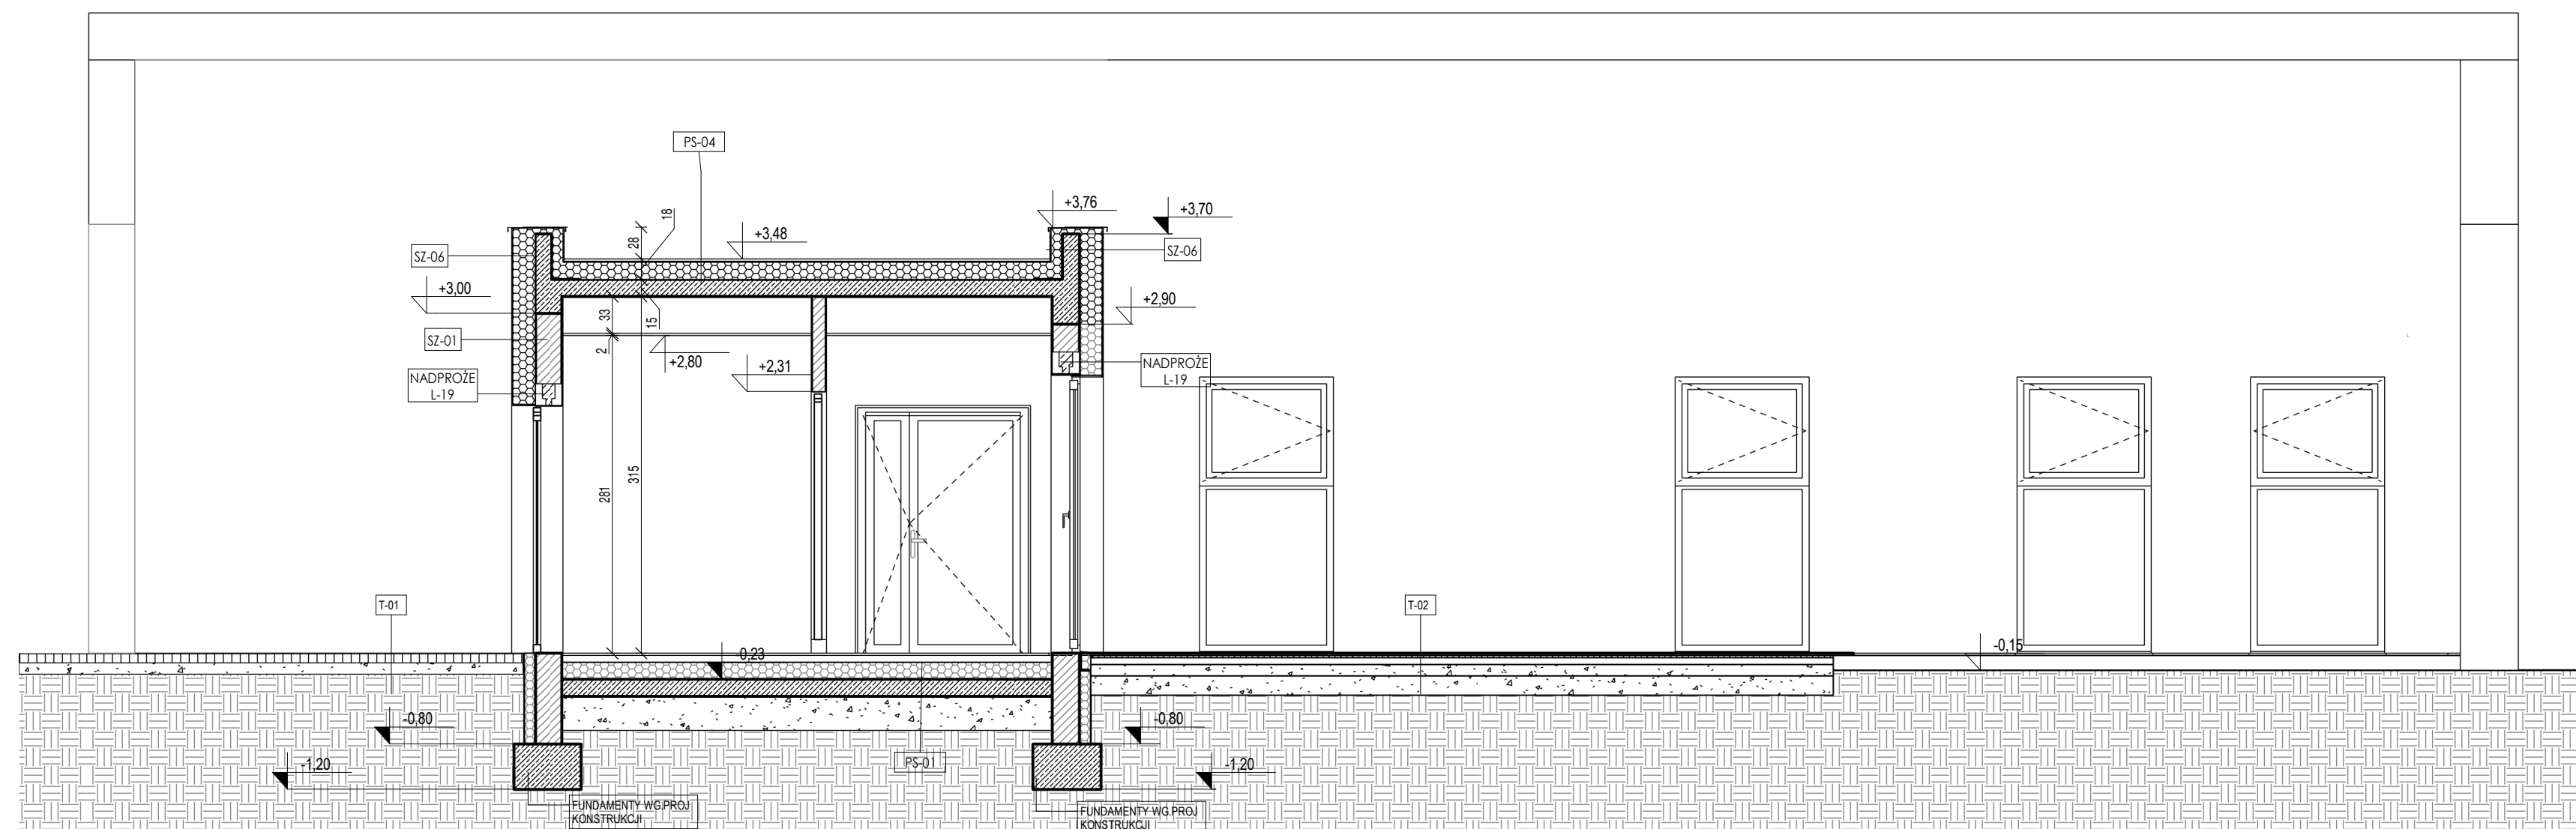 PS-04
18
+3,76
+3,70
28
+3,48
SZ-06
SZ-06
+3,00
+2,90
33
15
SZ-01
2
+2,80
+2,31
NADPROŻE
L-19
NADPROŻE
L-19
281
315
T-01
T-02
-0,23
-0,15
-0,80
-0,80
-1,20
PS-01
-1,20
FUNDAMENTY WG.PROJ
KONSTRUKCJI
FUNDAMENTY WG.PROJ
KONSTRUKCJI